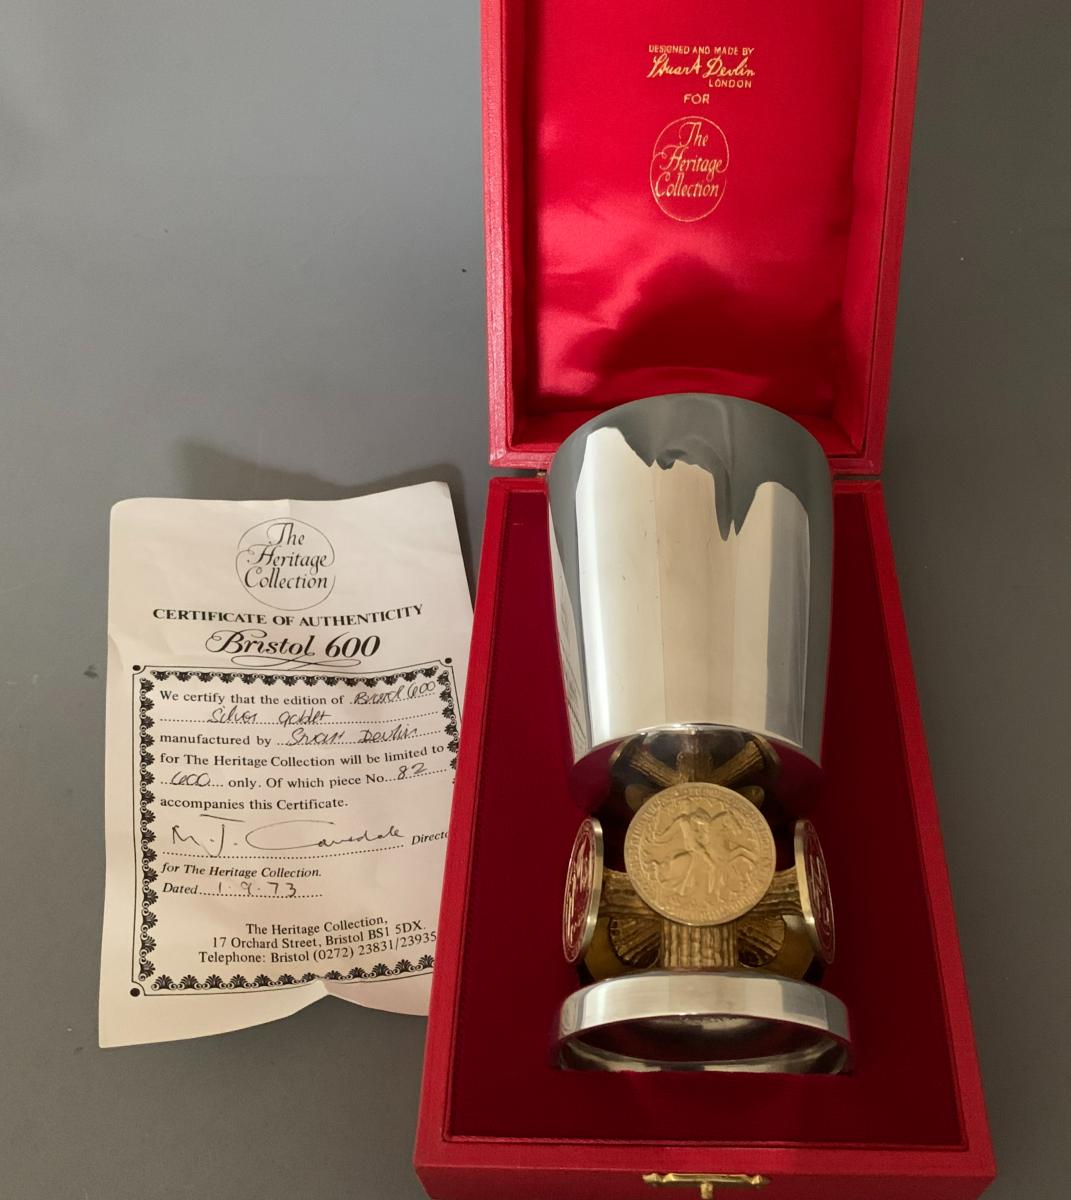 DESIGNED AND MADE BY
Stuart Devlin
LONDON
FOR
The
Heritage
Collection
The
Heritage
Collection
CERTIFICATE OF AUTHENTICITY
Bristol 600
We certify that the edition of Bristol 600
Silver goblet
manufactured by Stuart Devlin
for The Heritage Collection will be limited to
600 only. Of which piece No. 82
accompanies this Certificate.
M. J. Directo
for The Heritage Collection.
Dated 1.9.73
The Heritage Collection,
17 Orchard Street, Bristol BS1 5DX.
Telephone: Bristol (0272) 23831/23935